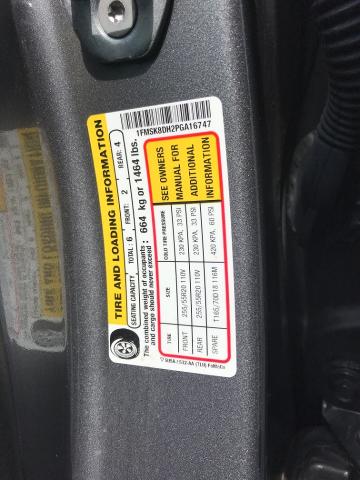 1FMSK8DH2PGA16747
TIRE AND LOADING INFORMATION
SEATING CAPACITY TOTAL: 6 FRONT: 2 REAR: 4
The combined weight of occupants and cargo should never exceed: 664 kg or 1464 lbs.
TIRE SIZE COLD TIRE PRESSURE
FRONT 255/55R20 110V 230 KPA, 33 PSI
REAR 255/55R20 110V 230 KPA, 33 PSI
SPARE T165/70D18 116M 420 KPA, 60 PSI
SEE OWNERS
MANUAL FOR
ADDITIONAL
INFORMATION